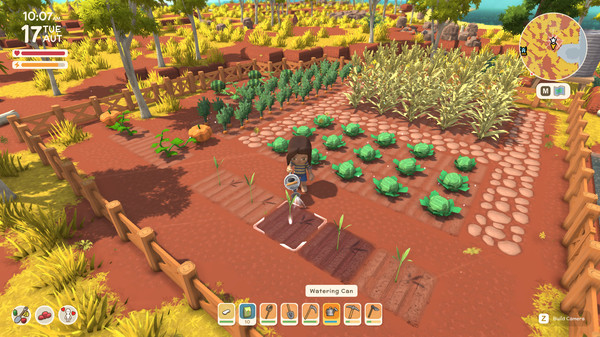 10:07
17 TUE
AUT
M
Watering Can
10
Z Build Camera